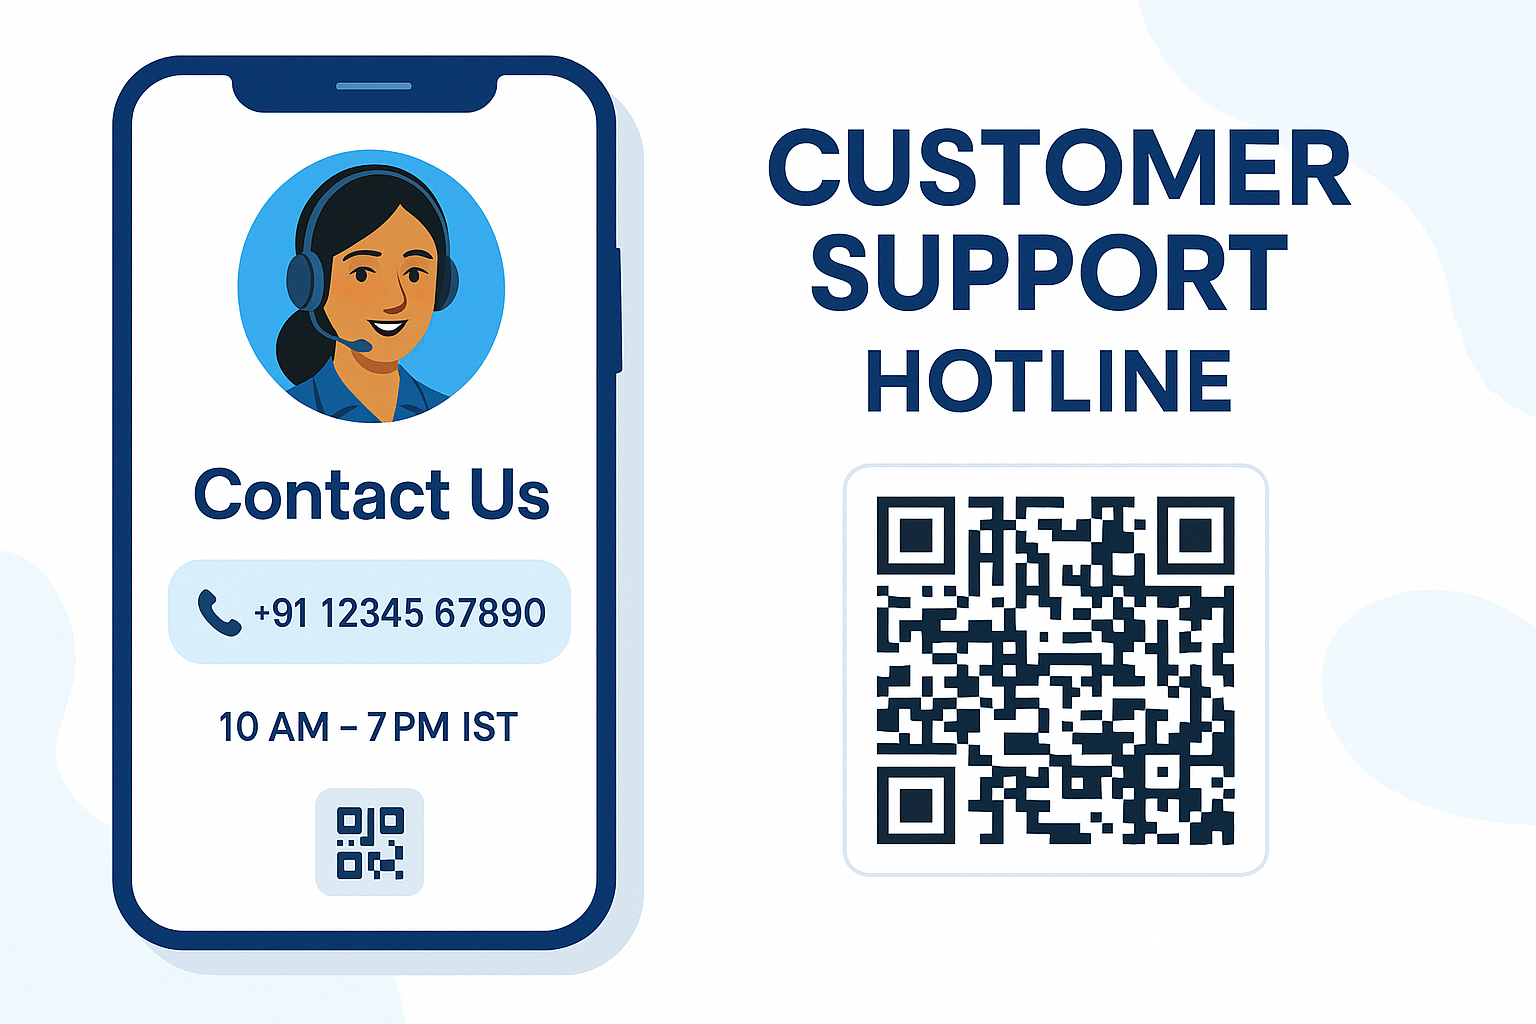 Contact Us
+91 12345 67890
10 AM – 7 PM IST
CUSTOMER
SUPPORT
HOTLINE